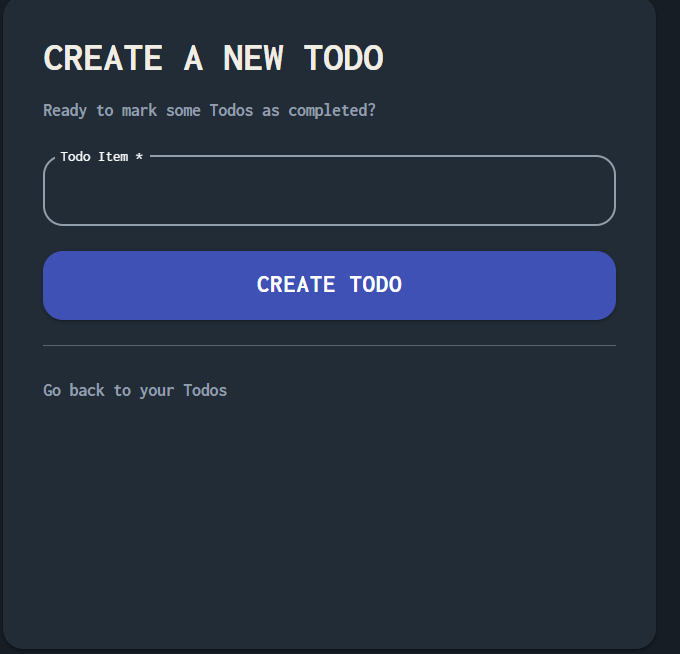 CREATE A NEW TODO
Ready to mark some Todos as completed?
Todo Item *
CREATE TODO
Go back to your Todos